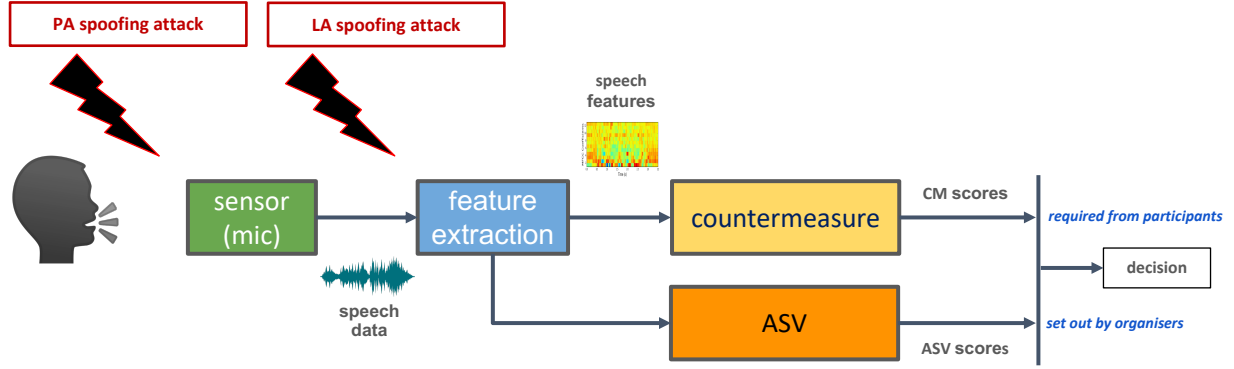 PA spoofing attack
LA spoofing attack
speech
features
sensor
(mic)
feature
extraction
countermeasure
CM scores
required from participants
decision
speech
data
ASV
ASV scores
set out by organisers